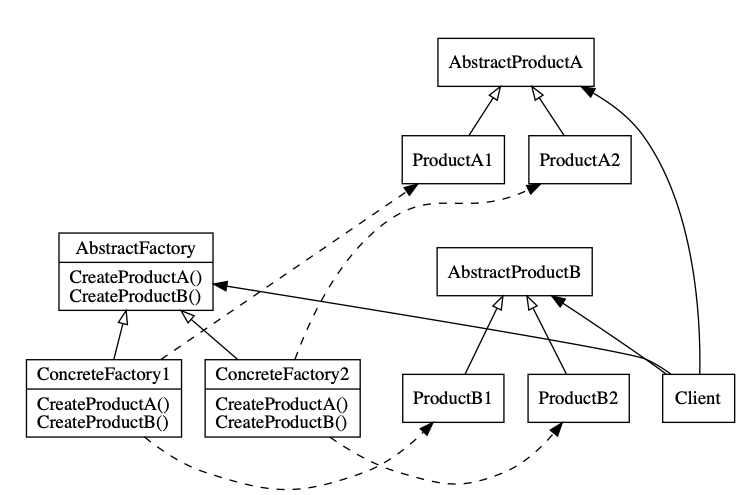 AbstractProductA
ProductA1
ProductA2
AbstractFactory
CreateProductA()
CreateProductB()
AbstractProductB
ConcreteFactory1
CreateProductA()
CreateProductB()
ConcreteFactory2
CreateProductA()
CreateProductB()
ProductB1
ProductB2
Client